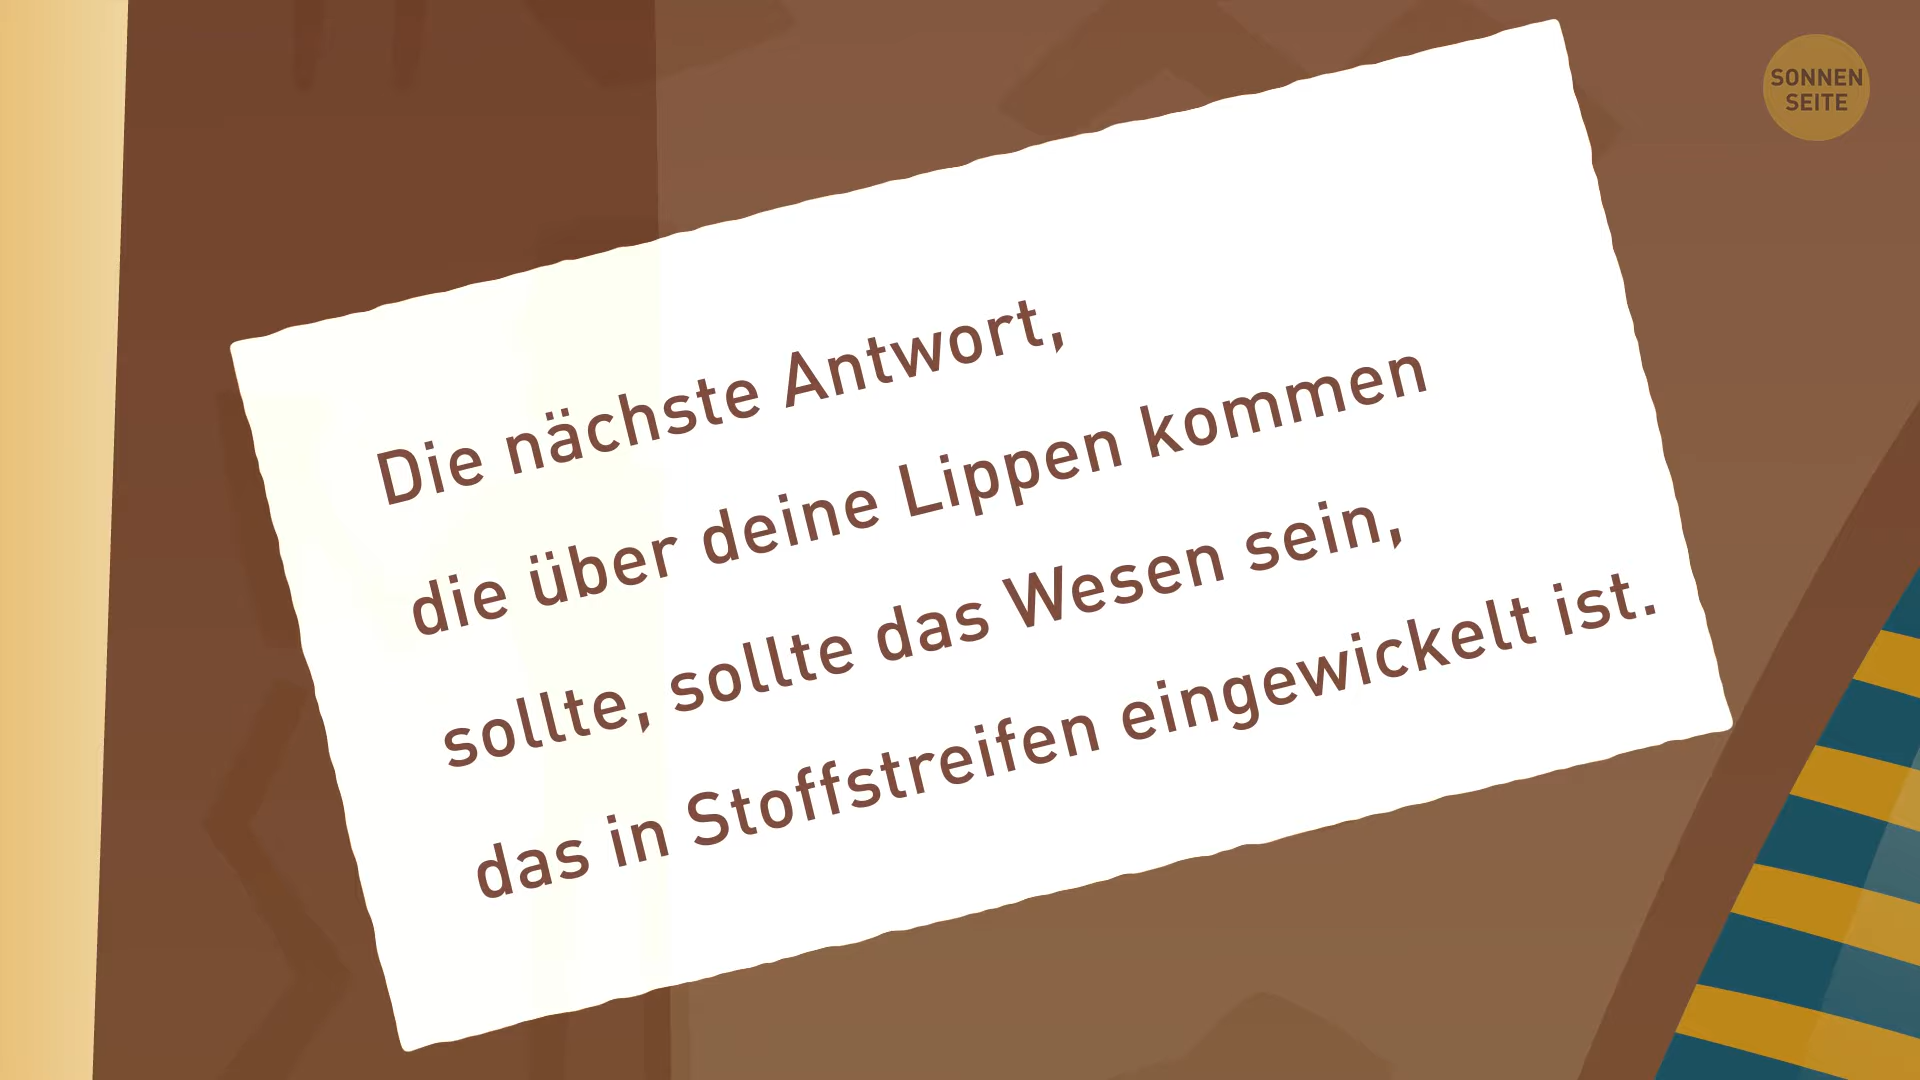 SONNEN
SEITE
Die nächste Antwort,
die über deine Lippen kommen
sollte, sollte das Wesen sein,
das in Stoffstreifen eingewickelt ist.